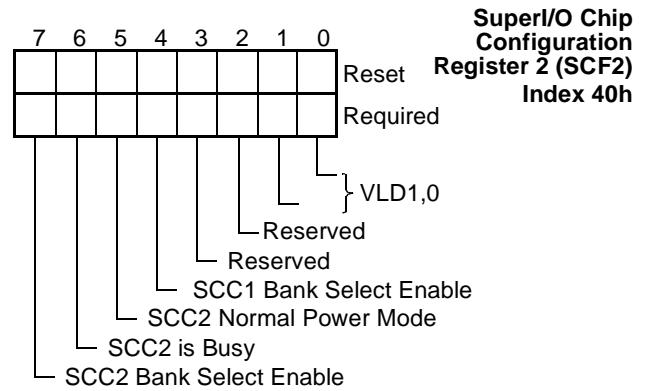 SuperI/O Chip
Configuration
Register 2 (SCF2)
Index 40h
7 6 5 4 3 2 1 0
Reset
Required
VLD1,0
Reserved
Reserved
SCC1 Bank Select Enable
SCC2 Normal Power Mode
SCC2 is Busy
SCC2 Bank Select Enable